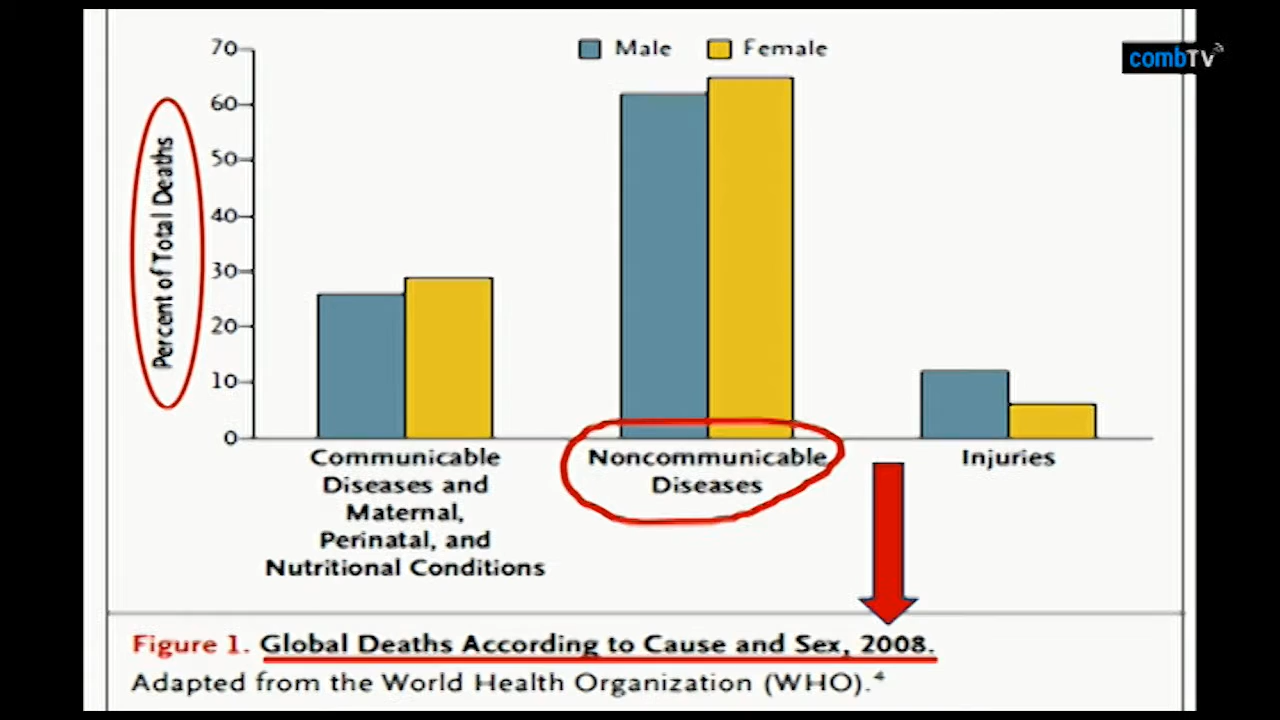 combTV
Male Female
70
60
50
40
30
20
10
0
Percent of Total Deaths
Communicable
Diseases and
Maternal,
Perinatal, and
Nutritional Conditions
Noncommunicable
Diseases
Injuries
Figure 1. Global Deaths According to Cause and Sex, 2008.
Adapted from the World Health Organization (WHO).⁴